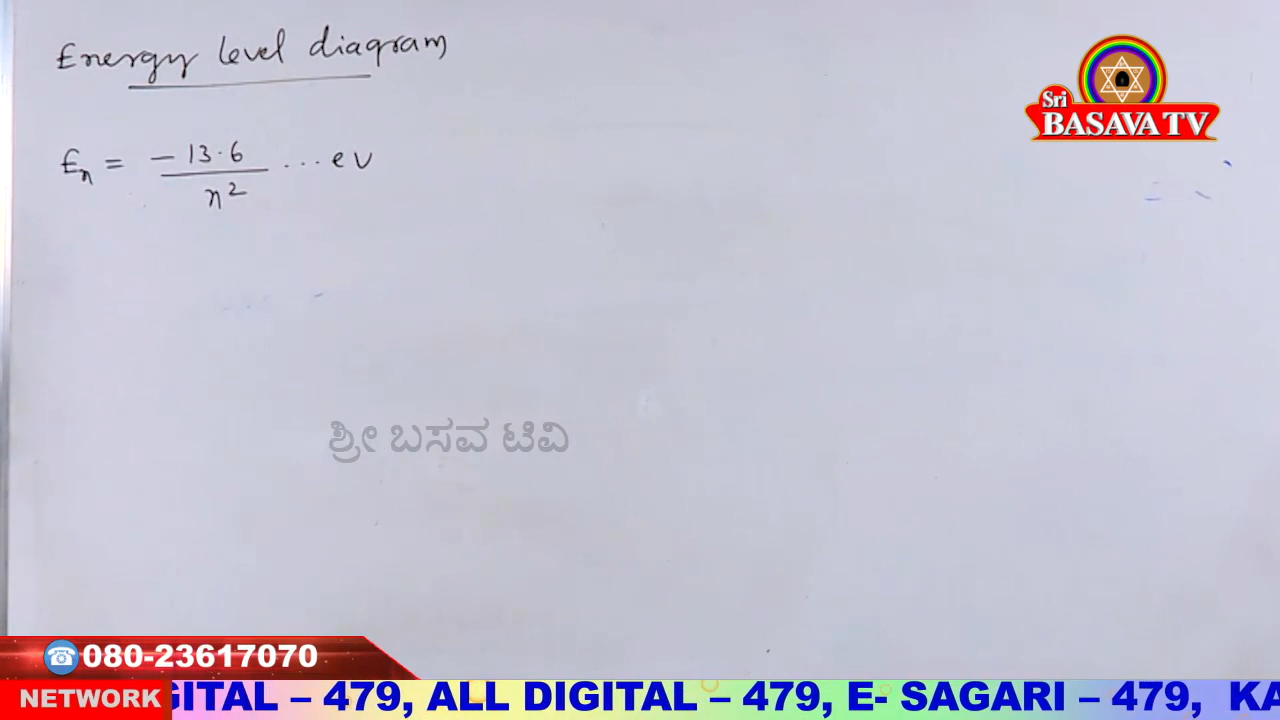 Energy level diagram
Sri
BASAVA TV
En = -13.6 / n² ... eV
ಶ್ರೀ ಬಸವ ಟಿವಿ
080-23617070
NETWORK
GITAL – 479, ALL DIGITAL – 479, E- SAGARI – 479, KA